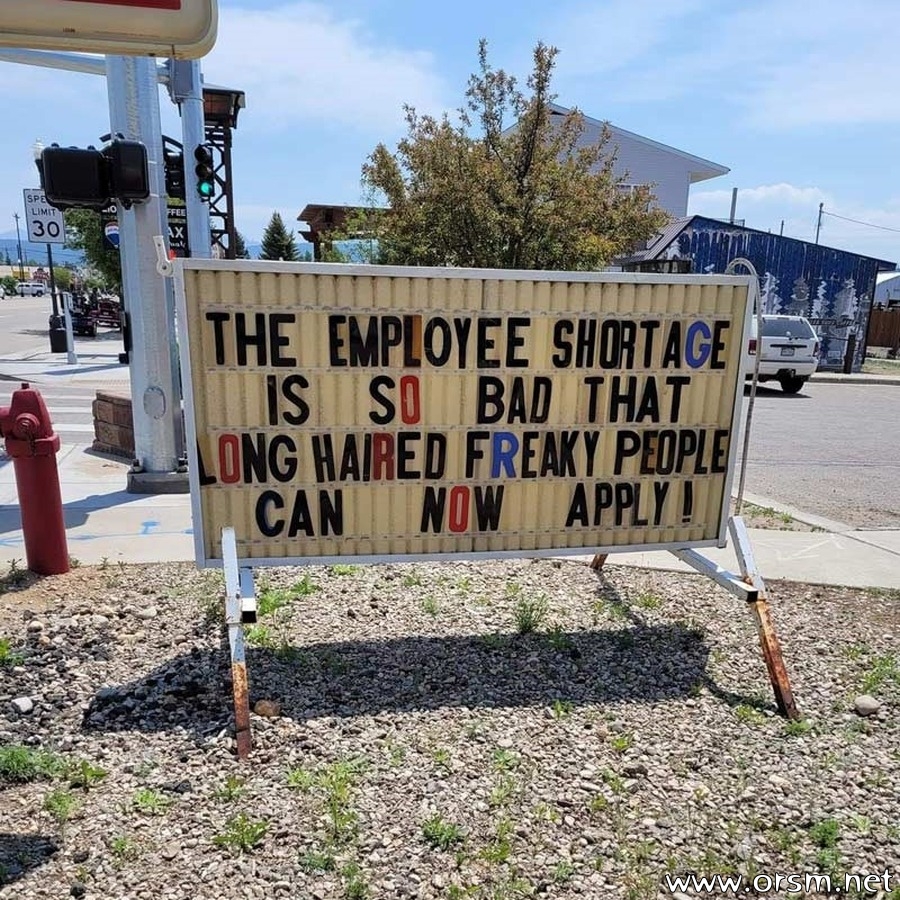 SPEED
LIMIT
30
THE EMPLOYEE SHORTAGE
IS SO BAD THAT
LONG HAIRED FREAKY PEOPLE
CAN NOW APPLY!
www.orsm.net